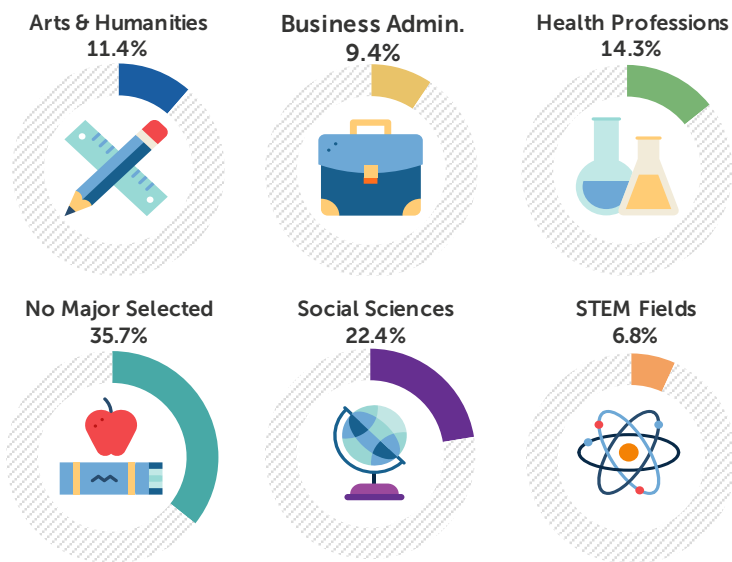 Arts & Humanities
11.4%
Business Admin.
9.4%
Health Professions
14.3%
No Major Selected
35.7%
Social Sciences
22.4%
STEM Fields
6.8%